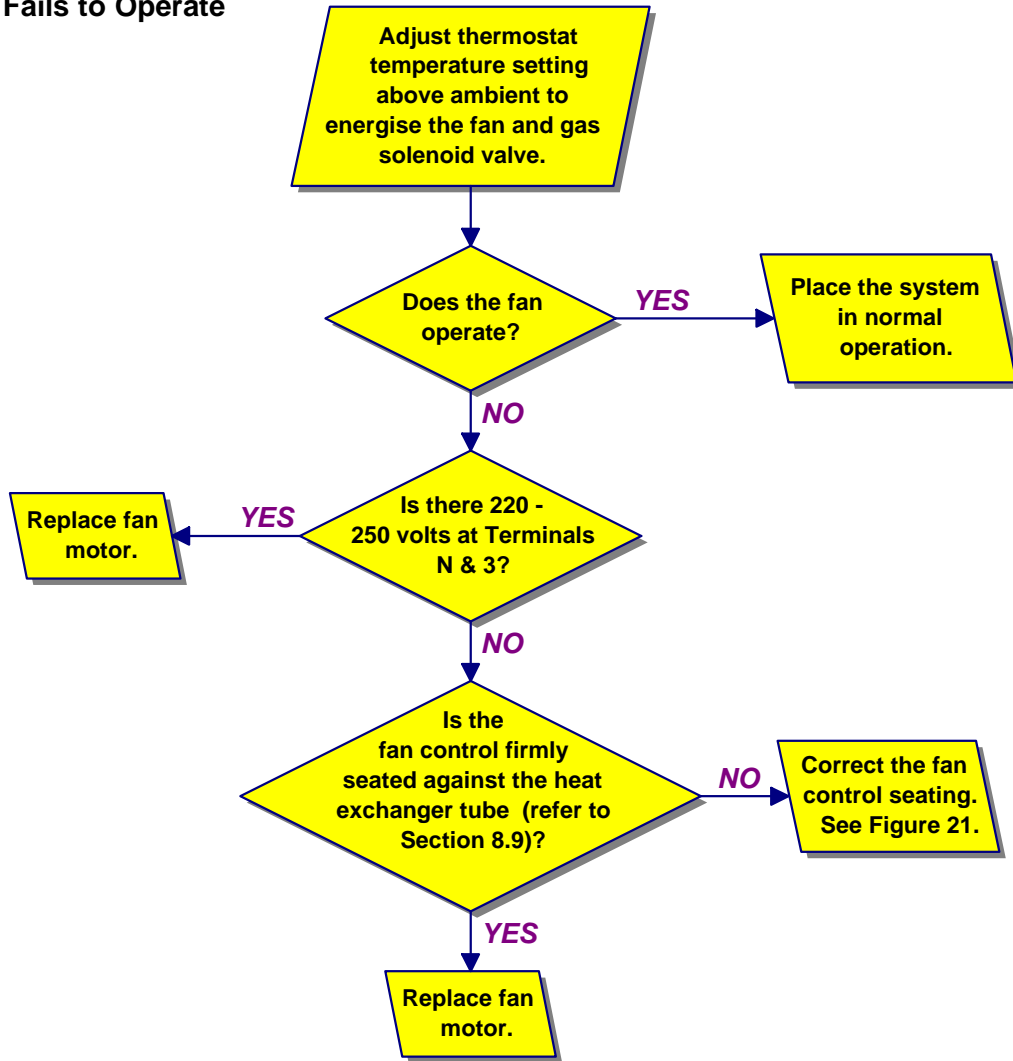 Fails to Operate
Adjust thermostat
temperature setting
above ambient to
energise the fan and gas
solenoid valve.
Does the fan
operate?
YES
Place the system
in normal
operation.
NO
Is there 220 -
250 volts at Terminals
N & 3?
YES
Replace fan
motor.
NO
Is the
fan control firmly
seated against the heat
exchanger tube (refer to
Section 8.9)?
NO
Correct the fan
control seating.
See Figure 21.
YES
Replace fan
motor.